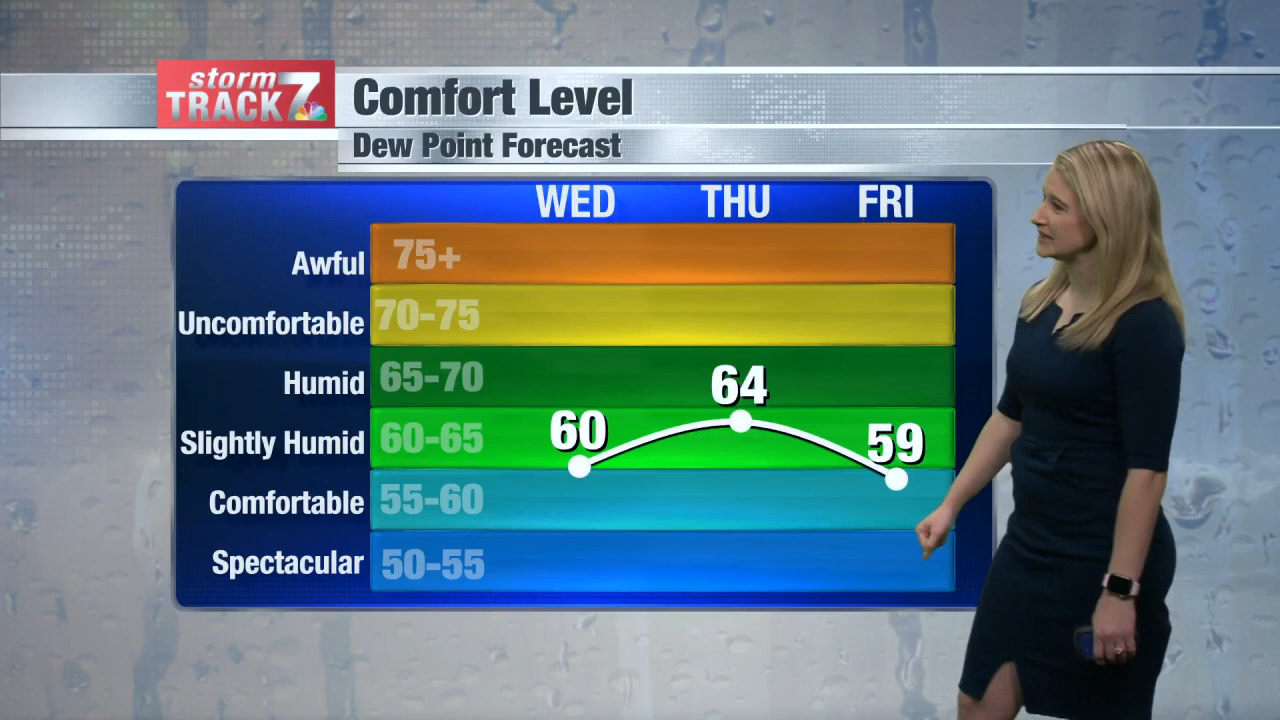 storm
TRACK 7
Comfort Level
Dew Point Forecast
WED THU FRI
Awful 75+
Uncomfortable 70-75
Humid 65-70
64
Slightly Humid 60-65 60 59
Comfortable 55-60
Spectacular 50-55